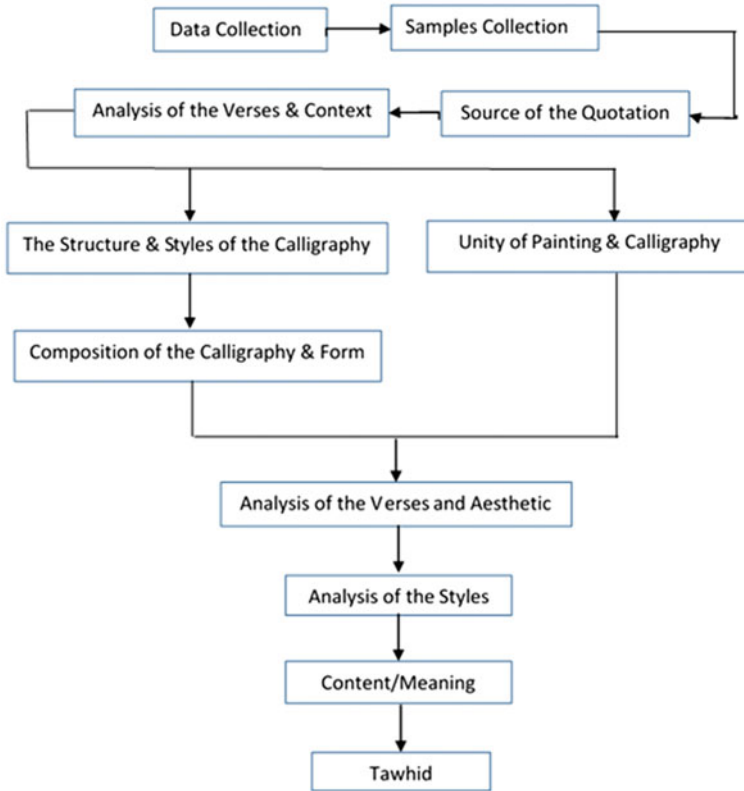 Data Collection
Samples Collection
Analysis of the Verses & Context
Source of the Quotation
The Structure & Styles of the Calligraphy
Unity of Painting & Calligraphy
Composition of the Calligraphy & Form
Analysis of the Verses and Aesthetic
Analysis of the Styles
Content/Meaning
Tawhid